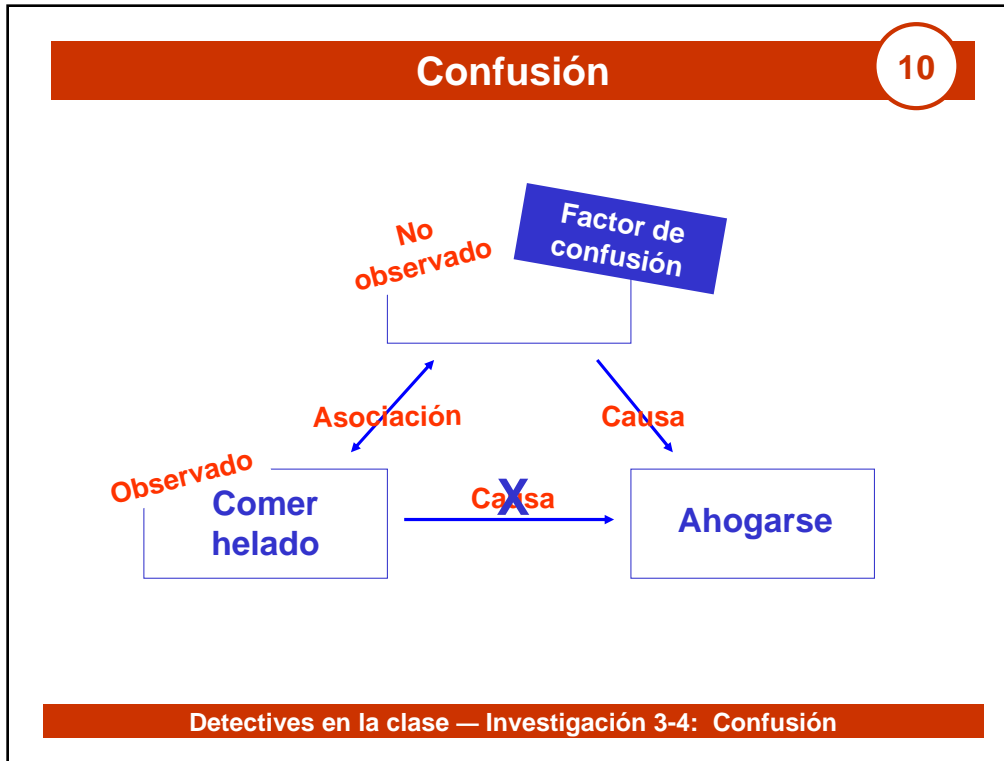 Confusión
10
No
observado
Factor de
confusión
Asociación
Causa
Observado
Comer
helado
Causa
X
Ahogarse
Detectives en la clase — Investigación 3-4: Confusión